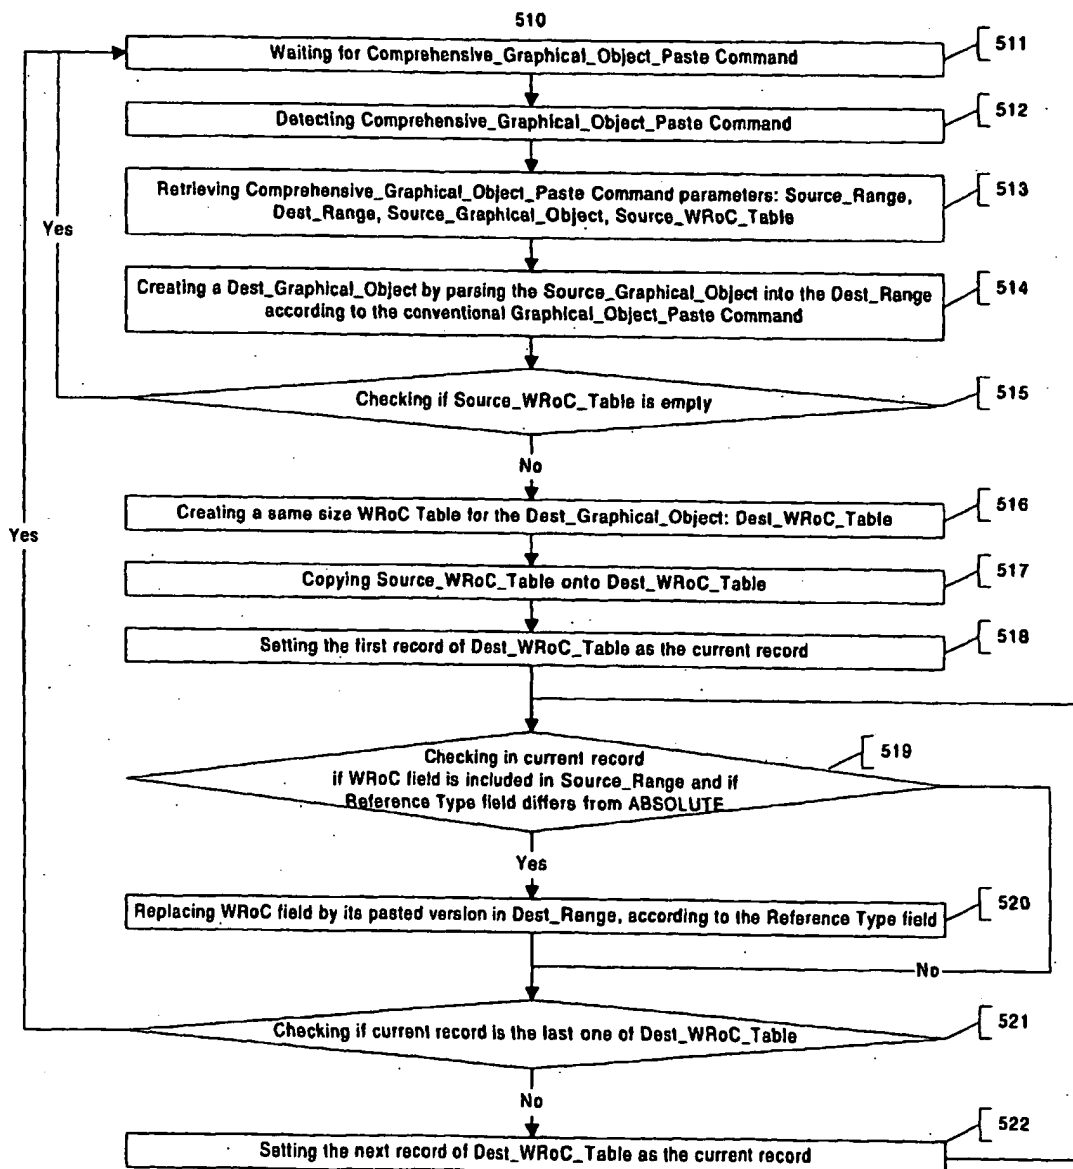 510
Waiting for Comprehensive_Graphical_Object_Paste Command
511
Detecting Comprehensive_Graphical_Object_Paste Command
512
Retrieving Comprehensive_Graphical_Object_Paste Command parameters: Source_Range,
Dest_Range, Source_Graphical_Object, Source_WRoC_Table
513
Yes
Creating a Dest_Graphical_Object by parsing the Source_Graphical_Object into the Dest_Range
according to the conventional Graphical_Object_Paste Command
514
Checking if Source_WRoC_Table is empty
515
No
Creating a same size WRoC Table for the Dest_Graphical_Object: Dest_WRoC_Table
516
Yes
Copying Source_WRoC_Table onto Dest_WRoC_Table
517
Setting the first record of Dest_WRoC_Table as the current record
518
Checking in current record
if WRoC field is included in Source_Range and if
Reference Type field differs from ABSOLUTE
519
Yes
Replacing WRoC field by its pasted version in Dest_Range, according to the Reference Type field
520
No
Checking if current record is the last one of Dest_WRoC_Table
521
No
Setting the next record of Dest_WRoC_Table as the current record
522